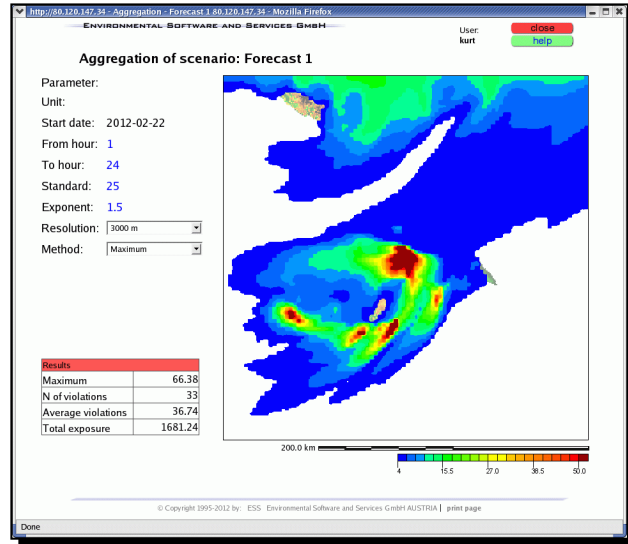 http://80.120.147.34 - Aggregation - Forecast 1 80.120.147.34 - Mozilla Firefox
ENVIRONMENTAL SOFTWARE AND SERVICES GMBH
User: close
kurt help
Aggregation of scenario: Forecast 1
Parameter:
Unit:
Start date: 2012-02-22
From hour: 1
To hour: 24
Standard: 25
Exponent: 1.5
Resolution: 3000 m
Method: Maximum
Results
Maximum 66.38
N of violations 33
Average violations 36.74
Total exposure 1681.24
200.0 km
4 15.5 27.0 38.5 50.0
© Copyright 1995-2012 by: ESS Environmental Software and Services GmbH AUSTRIA | print page
Done